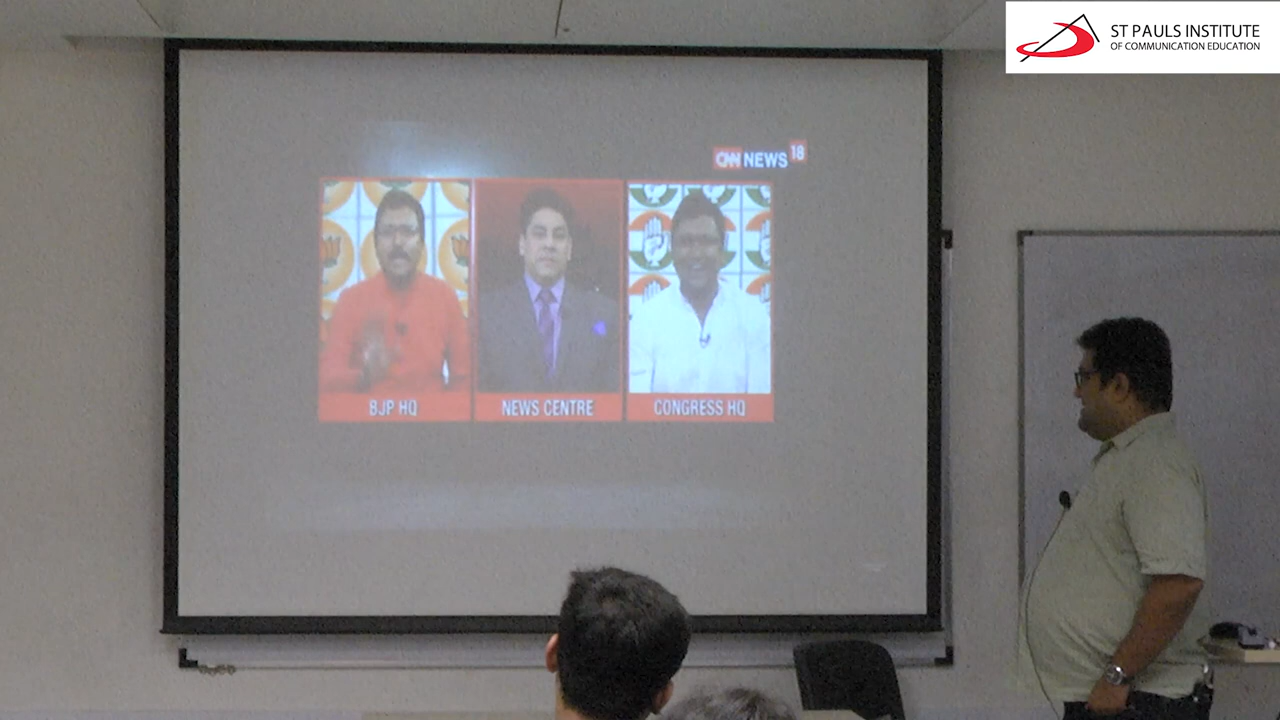 ST PAULS INSTITUTE
OF COMMUNICATION EDUCATION
CNN NEWS 18
BJP HQ
NEWS CENTRE
CONGRESS HQ